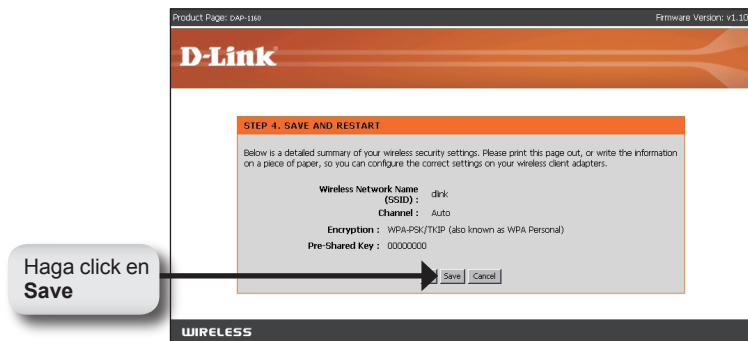 Product Page: DAP-1160
Firmware Version: v1.10
D-Link
STEP 4. SAVE AND RESTART
Below is a detailed summary of your wireless security settings. Please print this page out, or write the information
on a piece of paper, so you can configure the correct settings on your wireless client adapters.
Wireless Network Name
(SSID) : dlink
Channel : Auto
Encryption : WPA-PSK/TKIP (also known as WPA Personal)
Pre-Shared Key : 00000000
Save Cancel
Haga click en
Save
WIRELESS